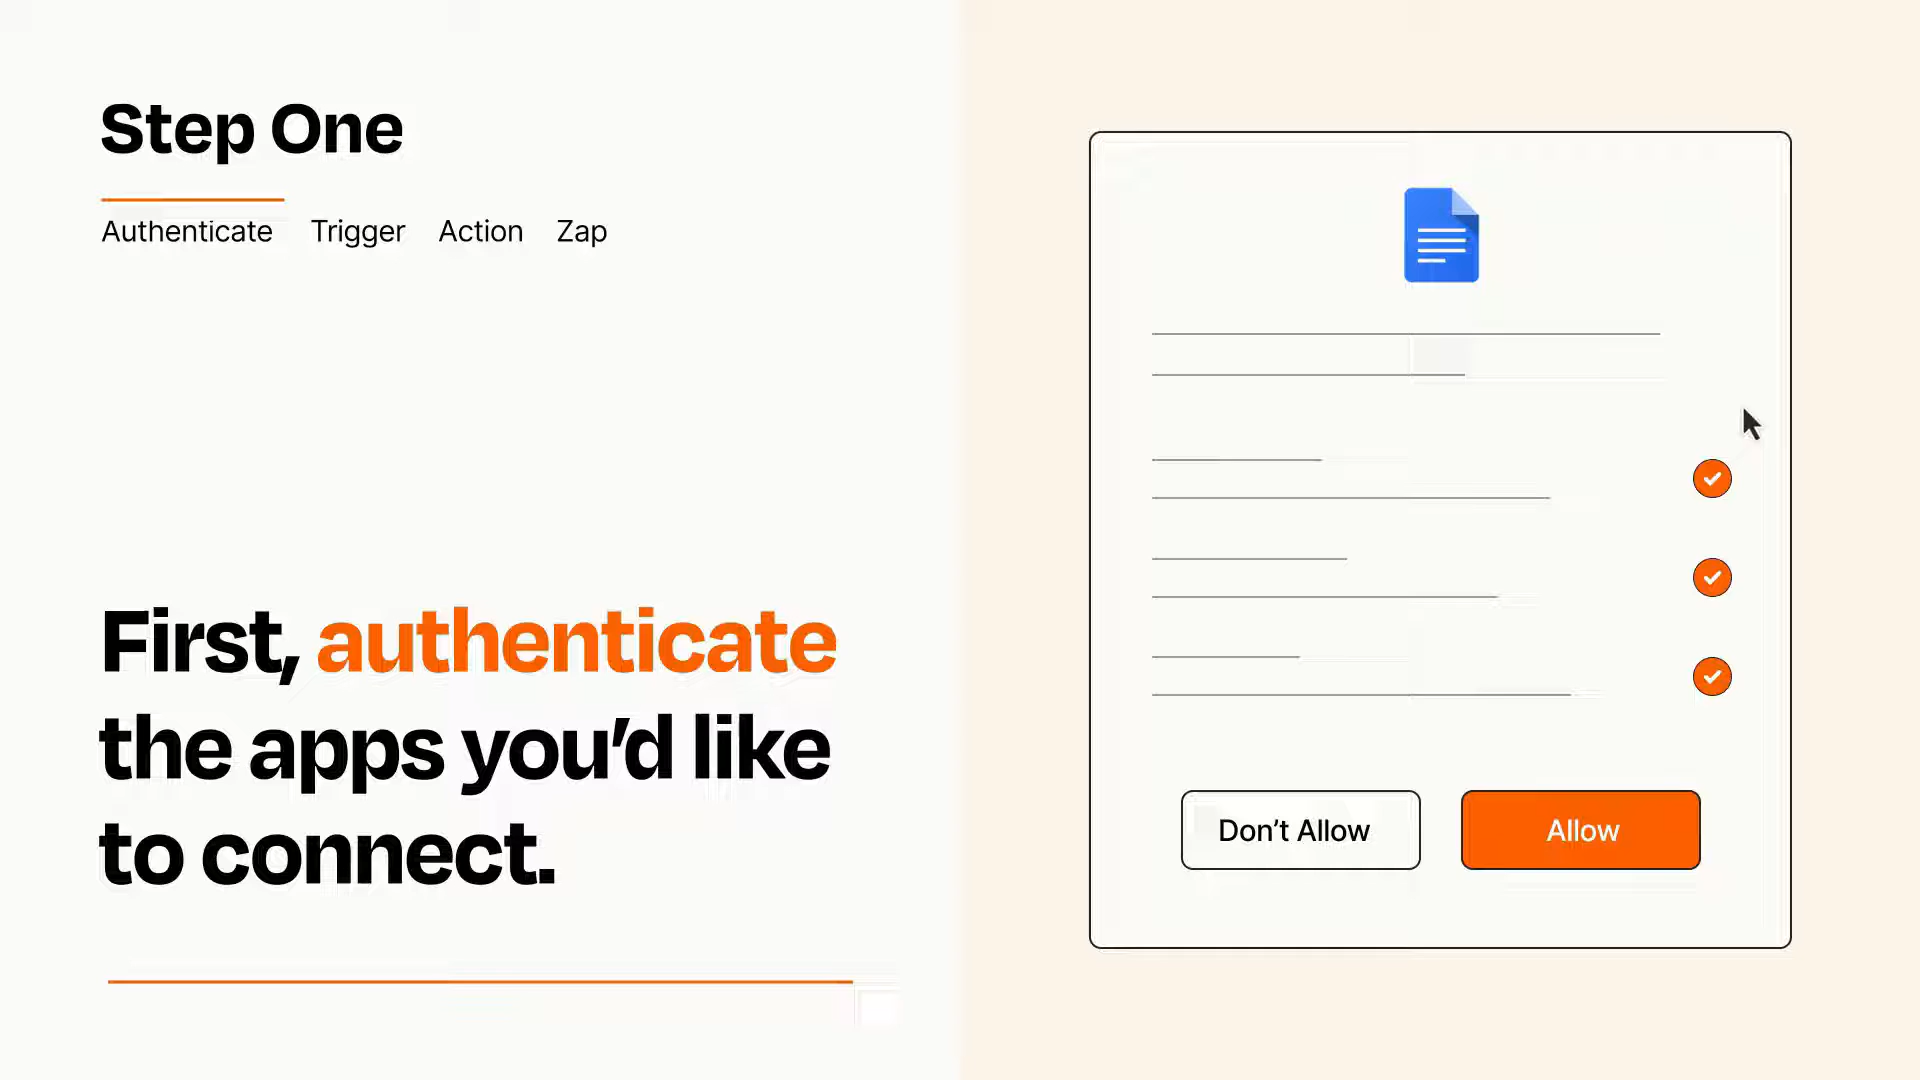 Step One
Authenticate Trigger Action Zap
First, authenticate
the apps you’d like
to connect.
Don’t Allow
Allow